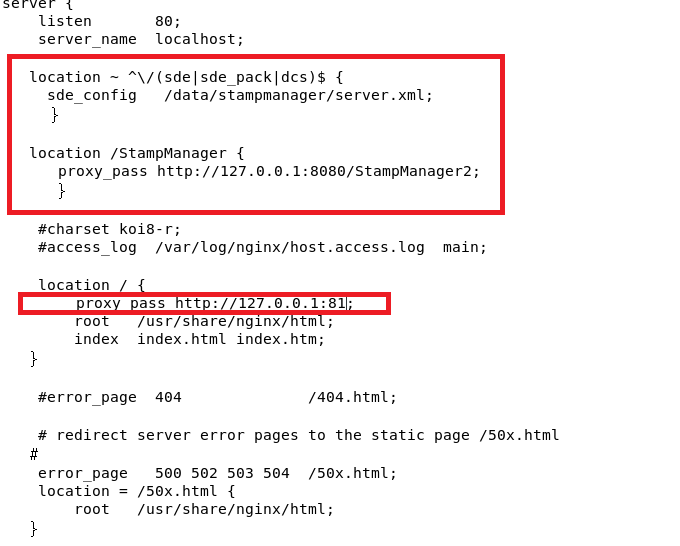 server {
listen 80;
server_name localhost;
location ~ ^\/(sde|sde_pack|dcs)$ {
sde_config /data/stampmanager/server.xml;
}
location /StampManager {
proxy_pass http://127.0.0.1:8080/StampManager2;
}
#charset koi8-r;
#access_log /var/log/nginx/host.access.log main;
location / {
proxy_pass http://127.0.0.1:81;
root /usr/share/nginx/html;
index index.html index.htm;
}
#error_page 404 /404.html;
# redirect server error pages to the static page /50x.html
#
error_page 500 502 503 504 /50x.html;
location = /50x.html {
root /usr/share/nginx/html;
}